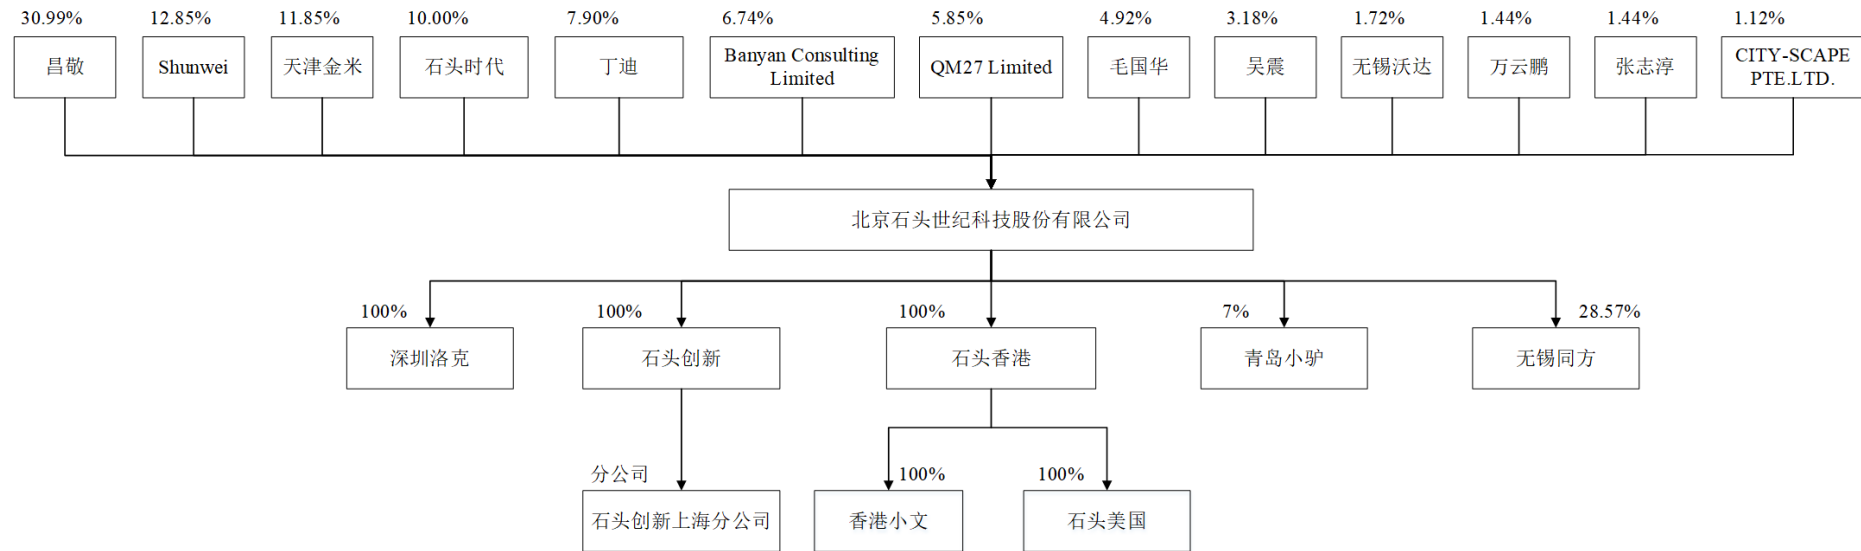 30.99% 12.85% 11.85% 10.00% 7.90% 6.74% 5.85% 4.92% 3.18% 1.72% 1.44% 1.44% 1.12%
昌敬 Shunwei 天津金米 石头时代 丁迪 Banyan Consulting Limited QM27 Limited 毛国华 吴震 无锡沃达 万云鹏 张志淳 CITY-SCAPE PTE.LTD.
北京石头世纪科技股份有限公司
100% 100% 100% 7% 28.57%
深圳洛克 石头创新 石头香港 青岛小驴 无锡同方
分公司 100% 100%
石头创新上海分公司 香港小文 石头美国